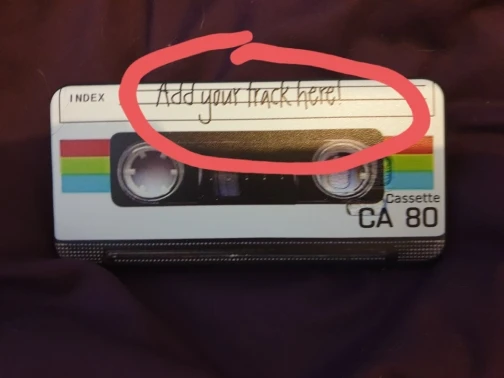 INDEX
Add your track here!
Cassette
CA 80